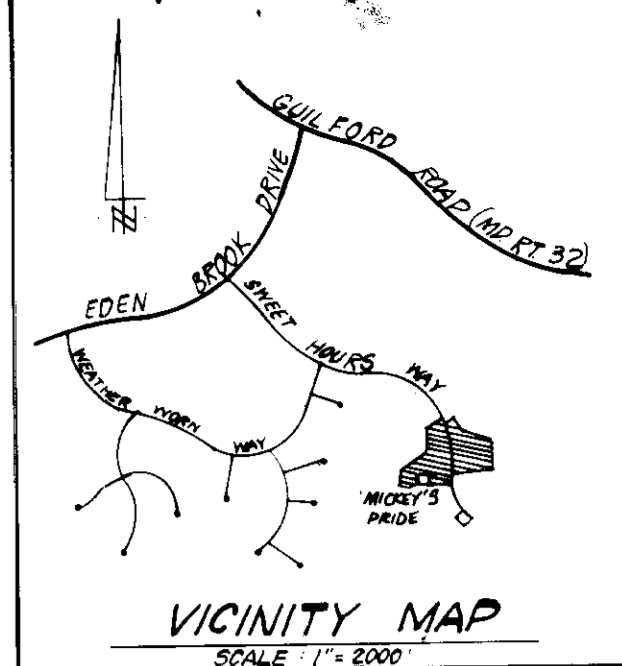 GUILFORD ROAD (MD. RT. 32)
EDEN BROOK DRIVE
SWEET HOURS WAY
WEATHER WORN WAY
'MICKEY'S
PRIDE
N
VICINITY MAP
SCALE : 1" = 2000'